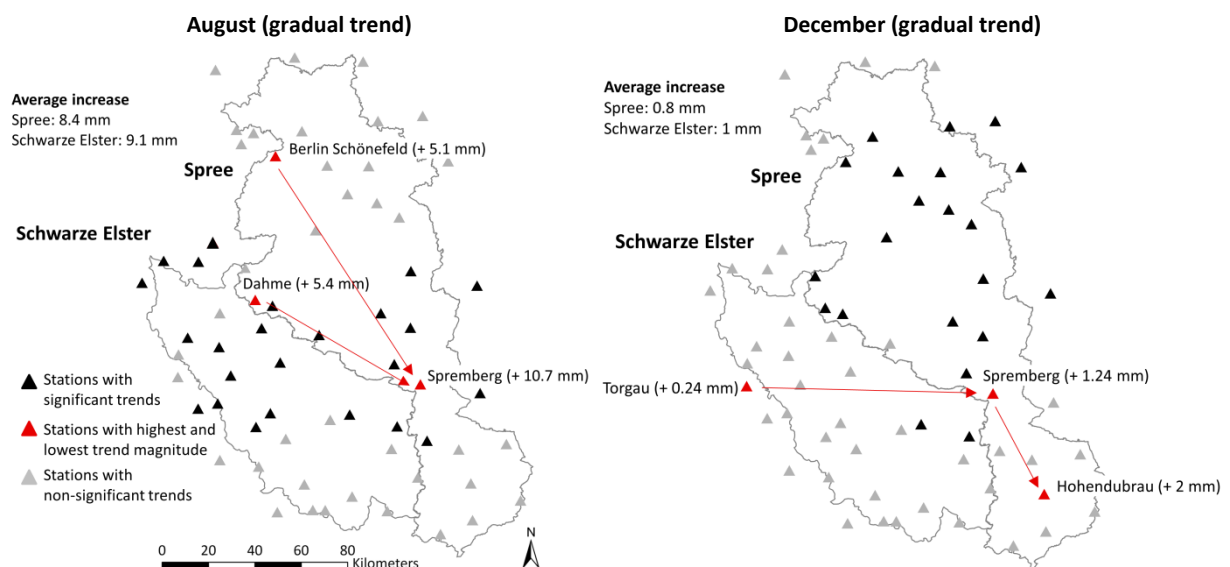 August (gradual trend)
Average increase
Spree: 8.4 mm
Schwarze Elster: 9.1 mm
Berlin Schönefeld (+ 5.1 mm)
Spree
Schwarze Elster
Dahme (+ 5.4 mm)
Spremberg (+ 10.7 mm)
Stations with
significant trends
Stations with highest and
lowest trend magnitude
Stations with
non-significant trends
0 20 40 60 80
Kilometers
N
December (gradual trend)
Average increase
Spree: 0.8 mm
Schwarze Elster: 1 mm
Spree
Schwarze Elster
Torgau (+ 0.24 mm)
Spremberg (+ 1.24 mm)
Hohendubrau (+ 2 mm)